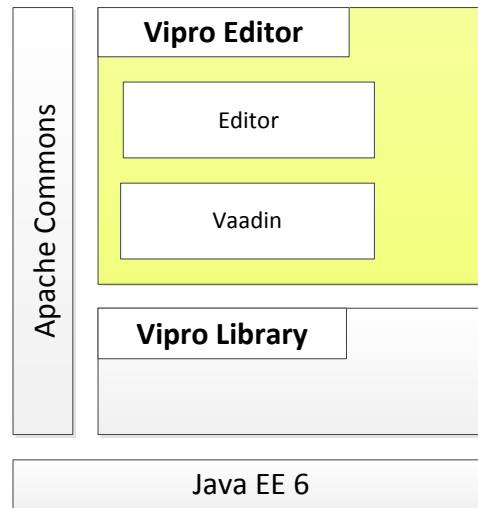 Apache Commons
Vipro Editor
Editor
Vaadin
Vipro Library
Java EE 6